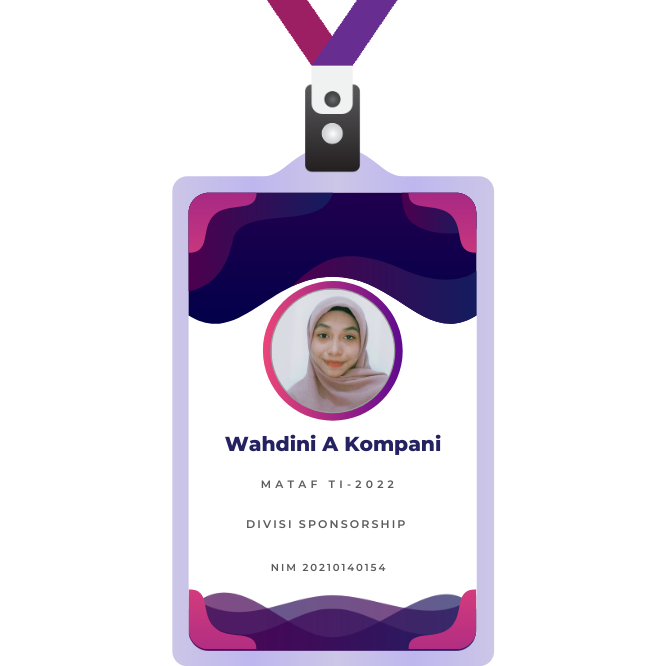 Wahdini A Kompani
MATAF TI-2022
DIVISI SPONSORSHIP
NIM 20210140154